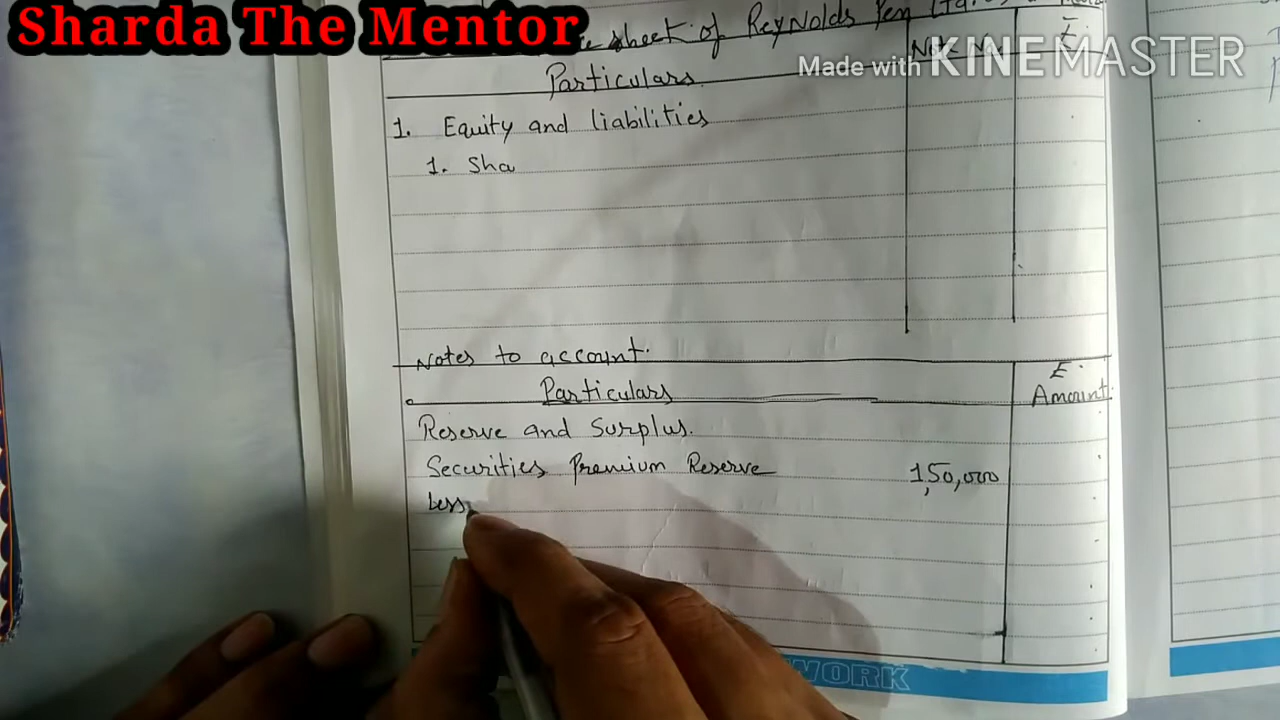 Sharda The Mentor
sheet of Reynolds Pen
Made with KINEMASTER
Particulars
1. Equity and liabilities
1. Sha
Notes to account.
Particulars
Amount
Reserve and Surplus.
Securities Premium Reserve 1,50,000
Less
WORK